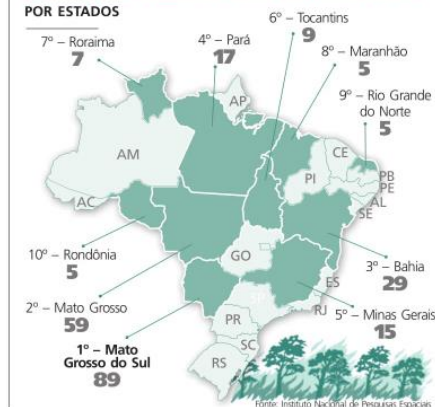 POR ESTADOS
6º – Tocantins
9
7º – Roraima
7
4º – Pará
17
8º – Maranhão
5
9º – Rio Grande
do Norte
5
AP
AM
CE
PI
PB
PE
AL
SE
AC
GO
10º – Rondônia
5
3º – Bahia
29
ES
SP
RJ
2º – Mato Grosso
59
5º – Minas Gerais
15
PR
1º – Mato
Grosso do Sul
89
SC
RS
Fonte: Instituto Nacional de Pesquisas Espaciais